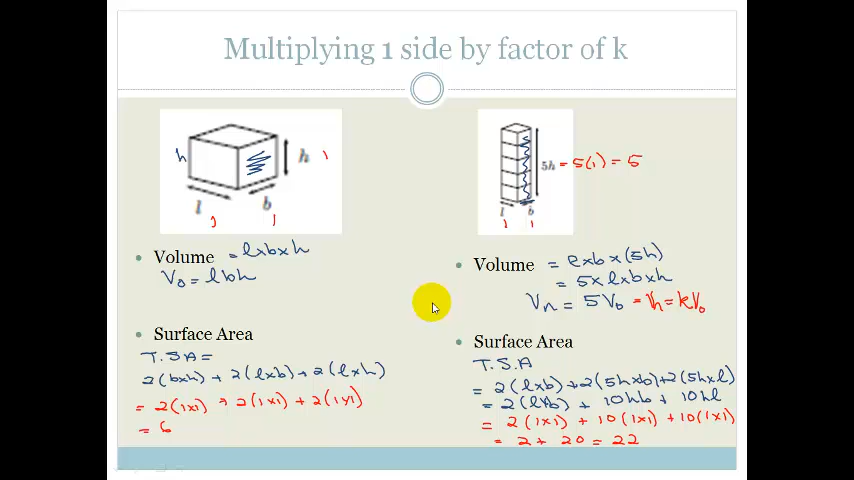 Multiplying 1 side by factor of k
h
h 1
l
b
1 1
5h = 5(1) = 5
l b
1 1
• Volume = l×b×h
V₀ = lbh
• Surface Area
T.S.A =
2(b×h) + 2(l×b) + 2(l×h)
= 2(1×1) + 2(1×1) + 2(1×1)
= 6
• Volume = l×b×(5h)
= 5×l×b×h
Vn = 5V₀ = Vn = kV₀
• Surface Area
T.S.A
= 2(l×b) + 2(5h×b) + 2(5h×l)
= 2(l×b) + 10hb + 10hl
= 2(1×1) + 10(1×1) + 10(1×1)
= 2 + 20 = 22